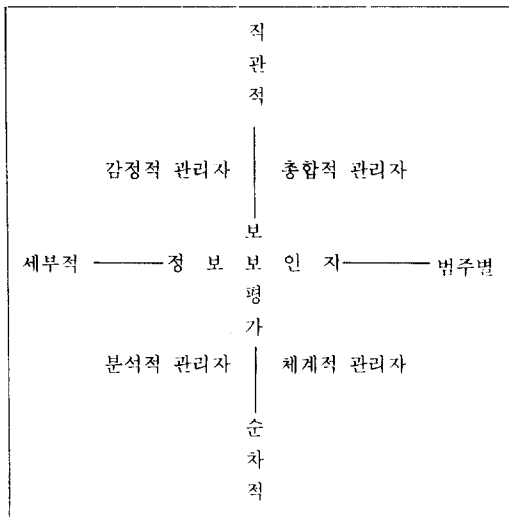 직
관
적
감정적 관리자 총합적 관리자
보
세부적 정 보 보 인 자 범주별
평
가
분석적 관리자 체계적 관리자
순
차
적